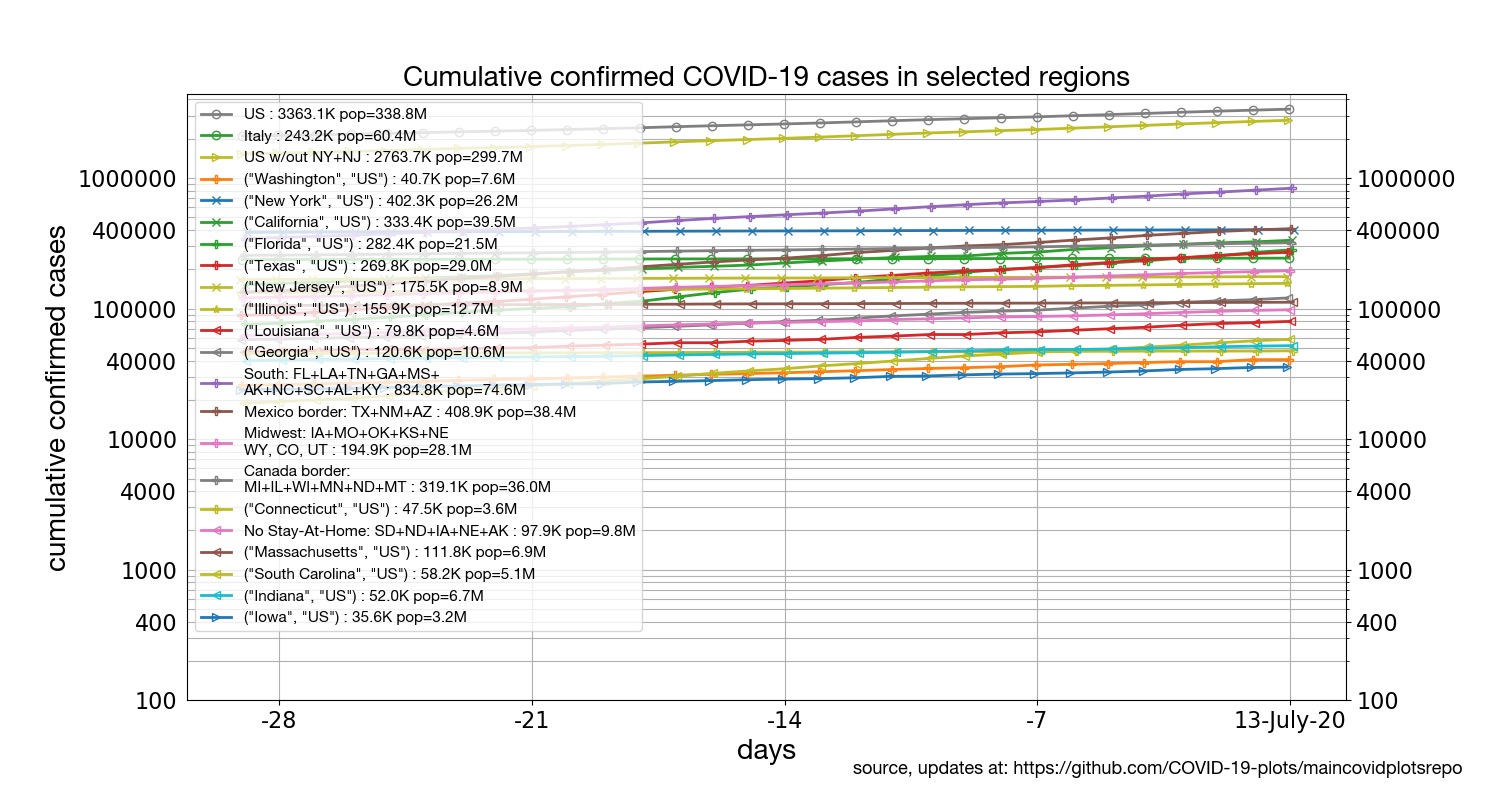 Cumulative confirmed COVID-19 cases in selected regions
US : 3363.1K pop=338.8M
Italy : 243.2K pop=60.4M
US w/out NY+NJ : 2763.7K pop=299.7M
("Washington", "US") : 40.7K pop=7.6M
("New York", "US") : 402.3K pop=26.2M
("California", "US") : 333.4K pop=39.5M
("Florida", "US") : 282.4K pop=21.5M
("Texas", "US") : 269.8K pop=29.0M
("New Jersey", "US") : 175.5K pop=8.9M
("Illinois", "US") : 155.9K pop=12.7M
("Louisiana", "US") : 79.8K pop=4.6M
("Georgia", "US") : 120.6K pop=10.6M
South: FL+LA+TN+GA+MS+
AK+NC+SC+AL+KY : 834.8K pop=74.6M
Mexico border: TX+NM+AZ : 408.9K pop=38.4M
Midwest: IA+MO+OK+KS+NE
WY, CO, UT : 194.9K pop=28.1M
Canada border:
MI+IL+WI+MN+ND+MT : 319.1K pop=36.0M
("Connecticut", "US") : 47.5K pop=3.6M
No Stay-At-Home: SD+ND+IA+NE+AK : 97.9K pop=9.8M
("Massachusetts", "US") : 111.8K pop=6.9M
("South Carolina", "US") : 58.2K pop=5.1M
("Indiana", "US") : 52.0K pop=6.7M
("Iowa", "US") : 35.6K pop=3.2M
cumulative confirmed cases
1000000
400000
100000
40000
10000
4000
1000
400
100
1000000
400000
100000
40000
10000
4000
1000
400
100
-28 -21 -14 -7 13-July-20
days
source, updates at: https://github.com/COVID-19-plots/maincovidplotsrepo